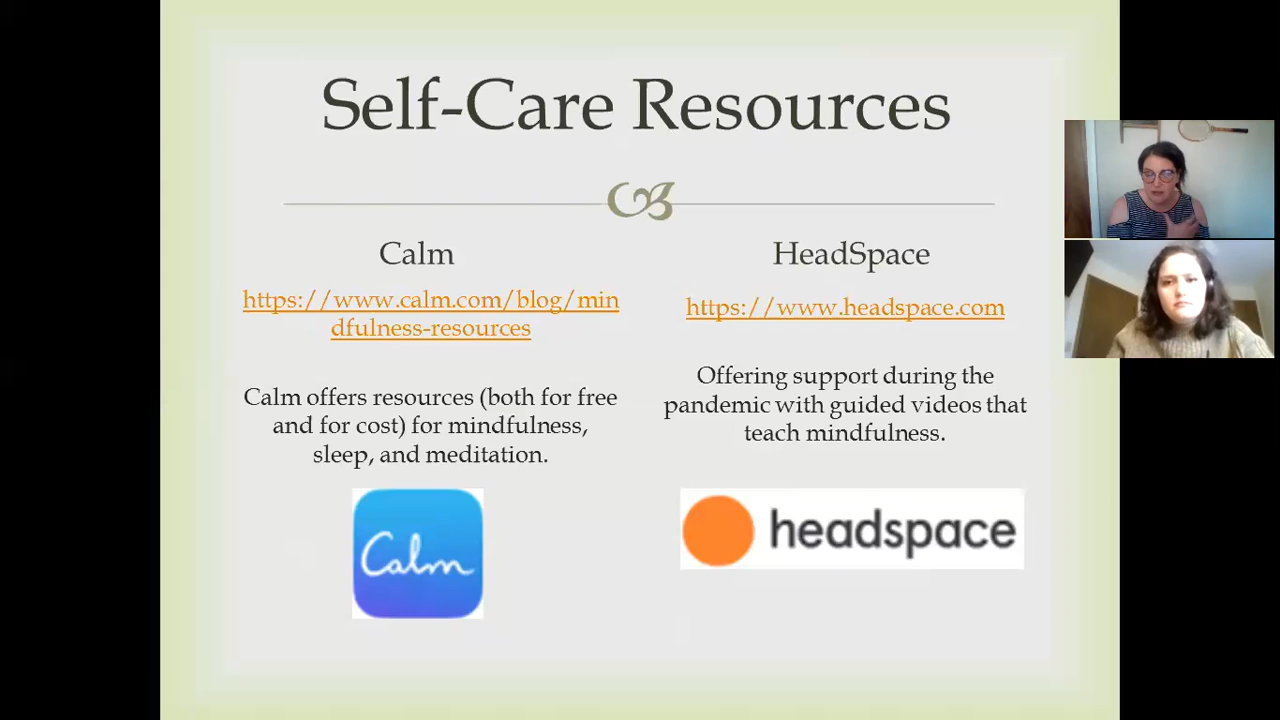 Self-Care Resources
Calm
https://www.calm.com/blog/min
dfulness-resources
Calm offers resources (both for free
and for cost) for mindfulness,
sleep, and meditation.
Calm
HeadSpace
https://www.headspace.com
Offering support during the
pandemic with guided videos that
teach mindfulness.
headspace